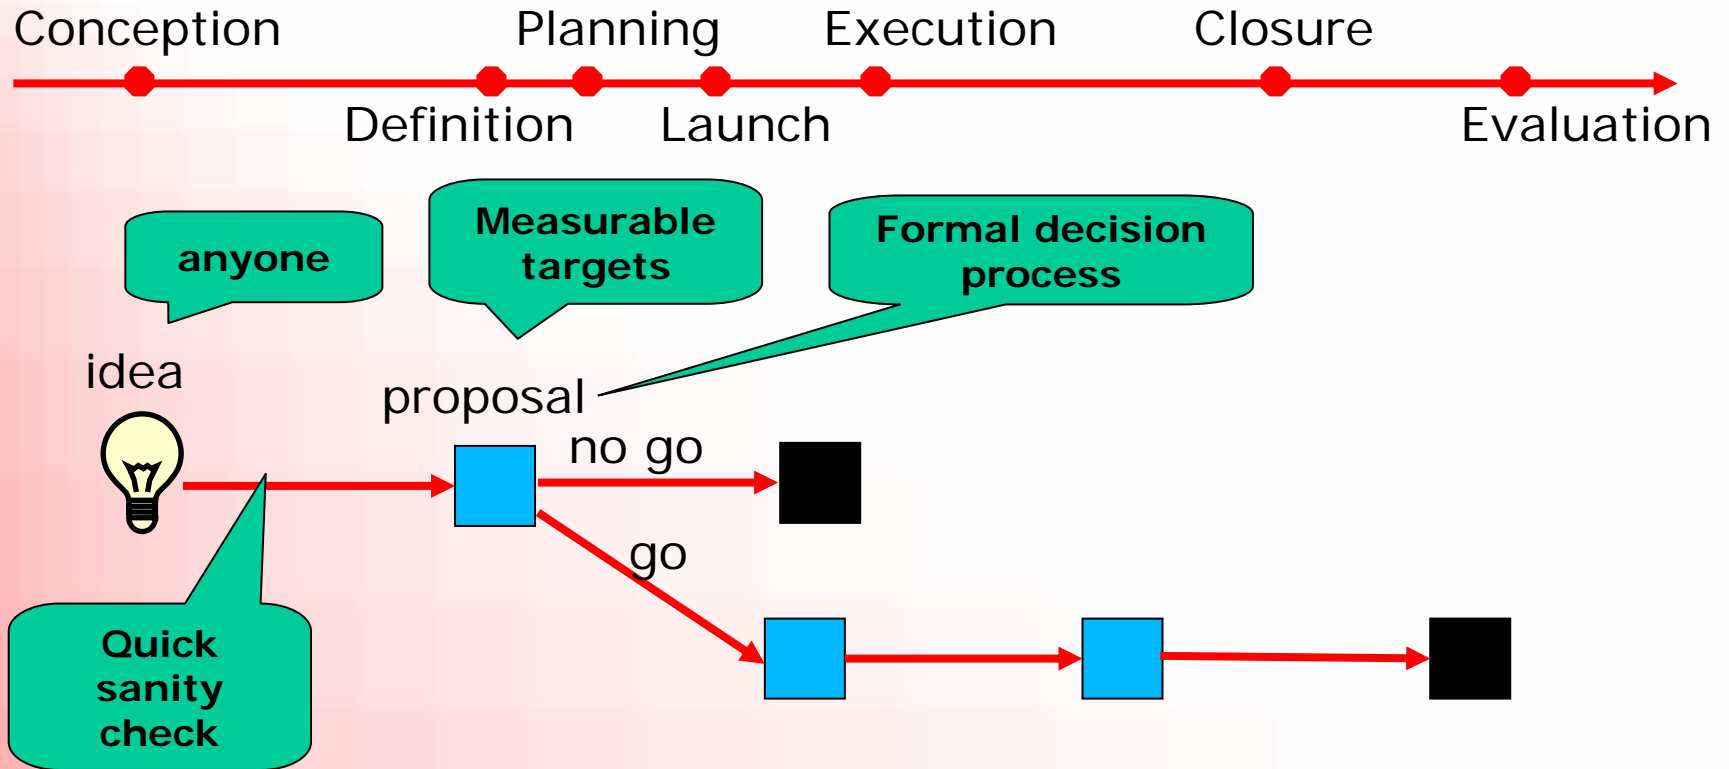 Conception
Planning
Execution
Closure
Definition
Launch
Evaluation
anyone
Measurable
targets
Formal decision
process
idea
proposal
no go
go
Quick
sanity
check